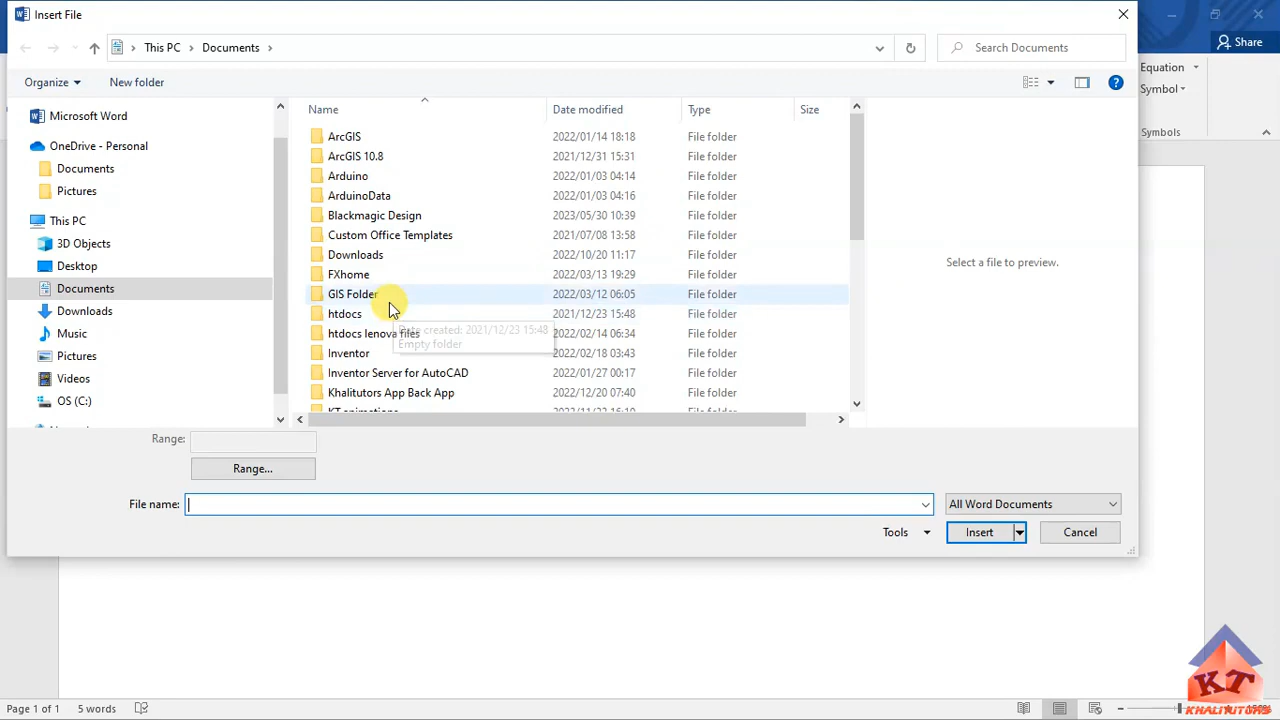 Insert File
This PC > Documents >
Search Documents
Share
Organize
New folder
Equation
Symbol
Symbols
Microsoft Word
OneDrive - Personal
Documents
Pictures
This PC
3D Objects
Desktop
Documents
Downloads
Music
Pictures
Videos
OS (C:)
Name Date modified Type Size
ArcGIS 2022/01/14 18:18 File folder
ArcGIS 10.8 2021/12/31 15:31 File folder
Arduino 2022/01/03 04:14 File folder
ArduinoData 2022/01/03 04:16 File folder
Blackmagic Design 2023/05/30 10:39 File folder
Custom Office Templates 2021/07/08 13:58 File folder
Downloads 2022/10/20 11:17 File folder
FXhome 2022/03/13 19:29 File folder
GIS Folder 2022/03/12 06:05 File folder
htdocs 2021/12/23 15:48 File folder
htdocs lenova files 2022/02/14 06:34 File folder
Inventor 2022/02/18 03:43 File folder
Inventor Server for AutoCAD 2022/01/27 00:17 File folder
Khalitutors App Back App 2022/12/20 07:40 File folder
Date created: 2021/12/23 15:48
Empty folder
Select a file to preview.
Range:
Range...
File name:
All Word Documents
Tools
Insert
Cancel
Page 1 of 1 5 words
KT
KHALITUTORS